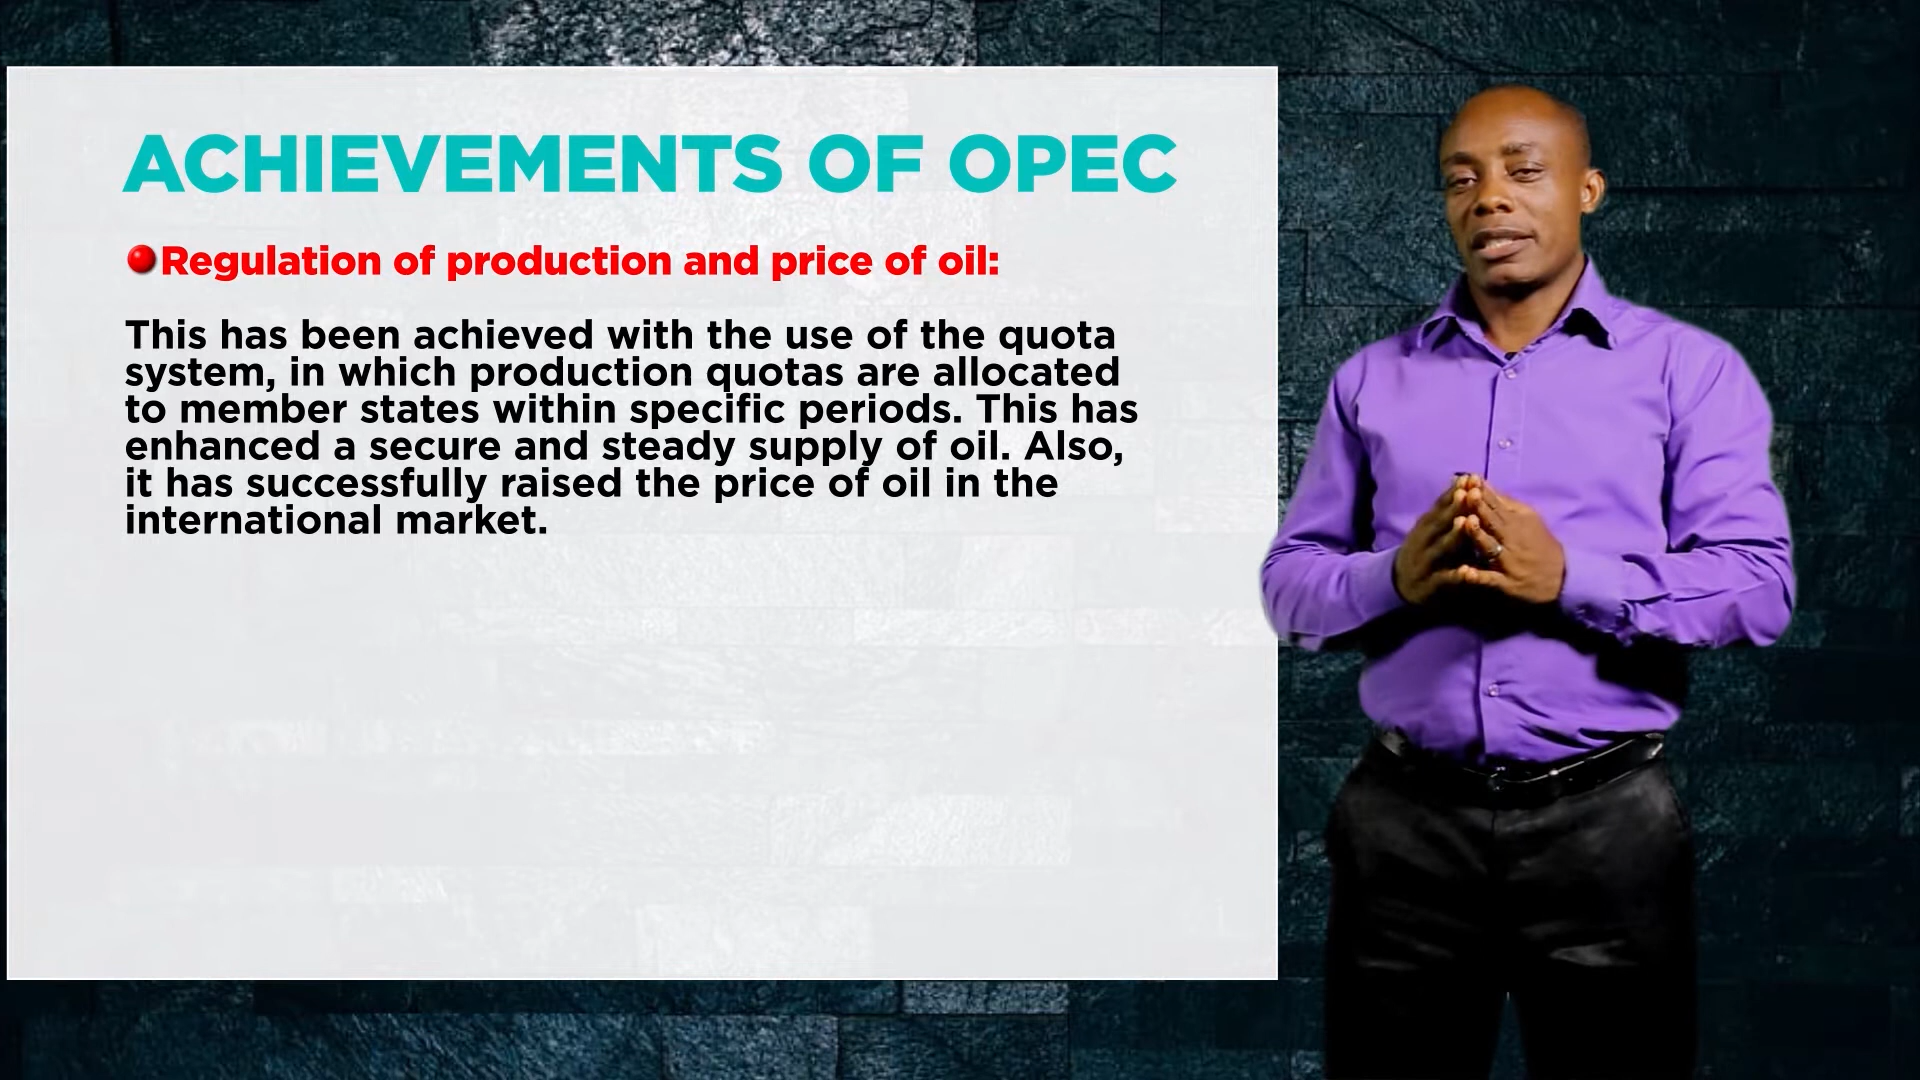 ACHIEVEMENTS OF OPEC
Regulation of production and price of oil:
This has been achieved with the use of the quota
system, in which production quotas are allocated
to member states within specific periods. This has
enhanced a secure and steady supply of oil. Also,
it has successfully raised the price of oil in the
international market.